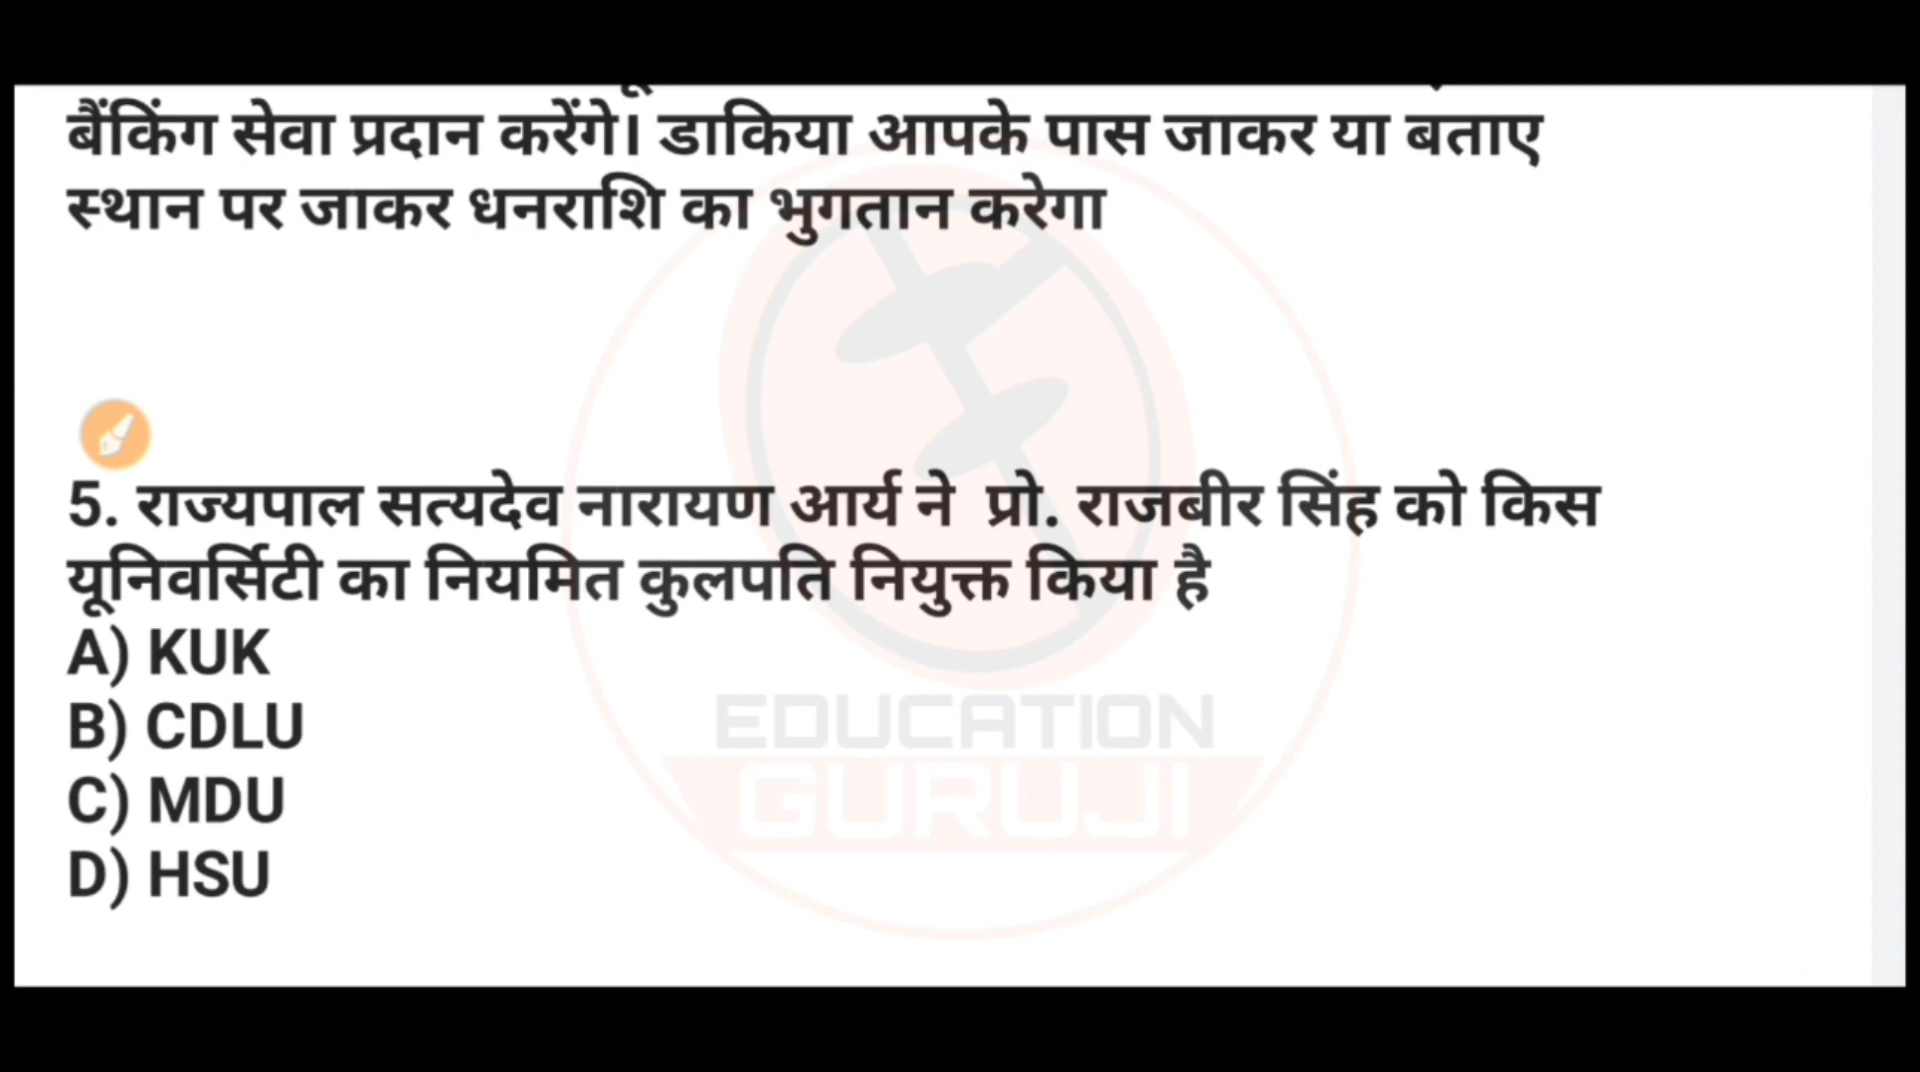 बैंकिंग सेवा प्रदान करेंगे। डाकिया आपके पास जाकर या बताए
स्थान पर जाकर धनराशि का भुगतान करेगा
5. राज्यपाल सत्यदेव नारायण आर्य ने प्रो. राजबीर सिंह को किस
यूनिवर्सिटी का नियमित कुलपति नियुक्त किया है
A) KUK
B) CDLU
C) MDU
D) HSU
EDUCATION
GURUJI